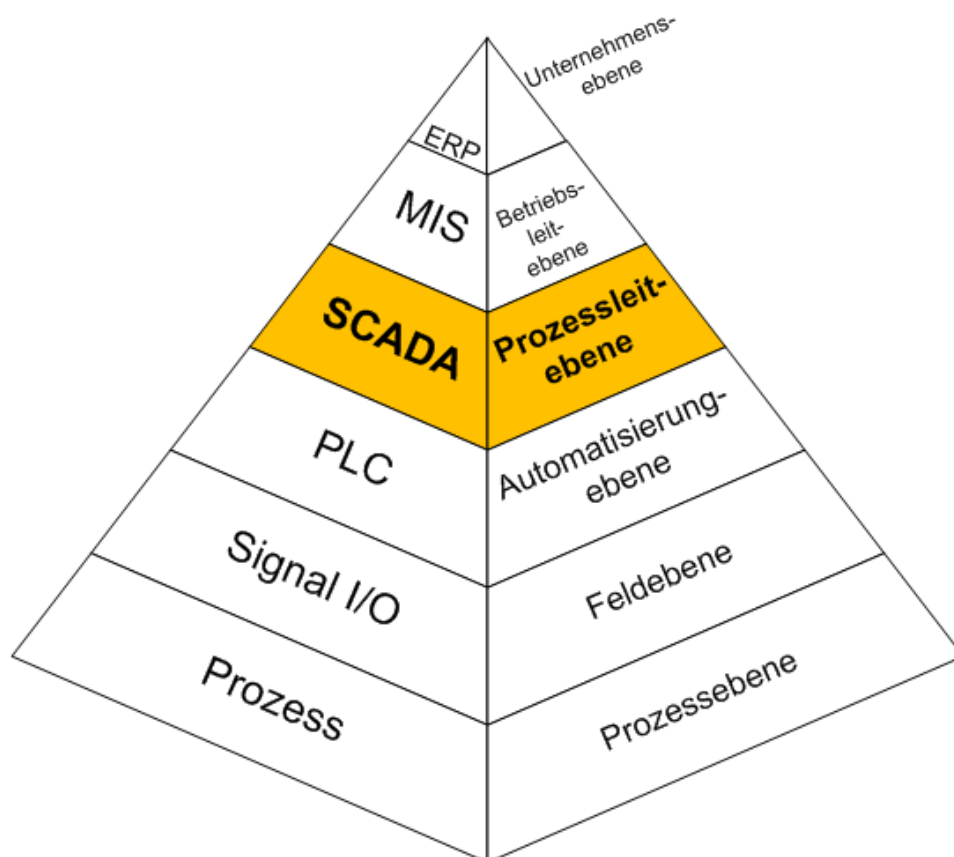 Unternehmens-
ebene
ERP
MIS
Betriebs-
leit-
ebene
SCADA
Prozessleit-
ebene
PLC
Automatisierung-
ebene
Signal I/O
Feldebene
Prozess
Prozessebene